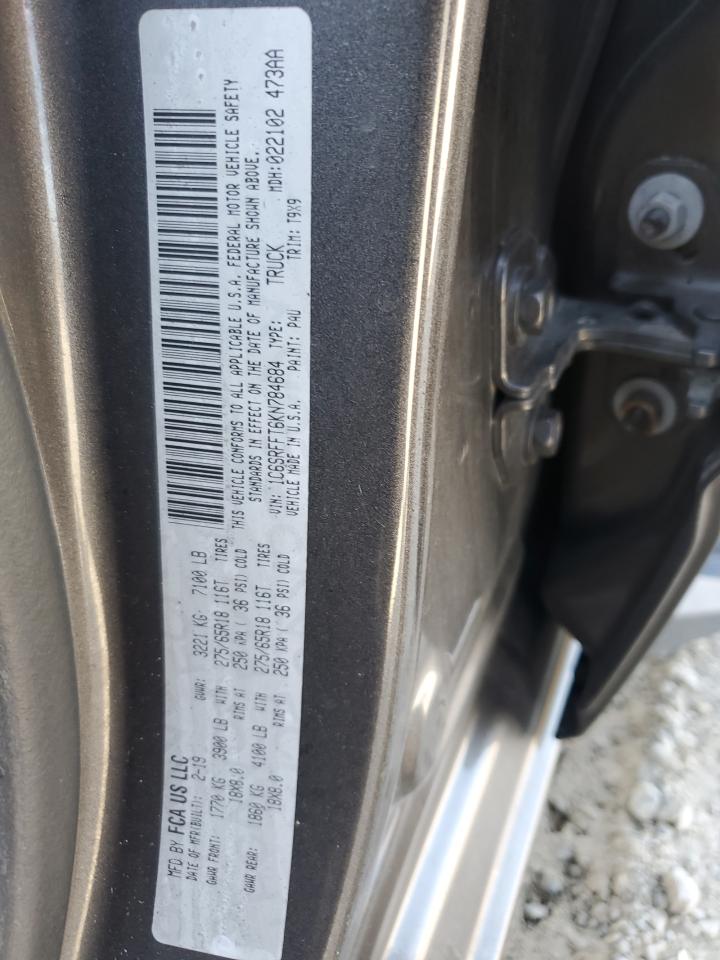 MFD BY FCA US LLC
DATE OF MFR(BUILT): 2-19 GVWR: 3221 KG 7100 LB
GAWR FRONT: 1770 KG 3900 LB WITH 275/65R18 116T TIRES
18X8.0 RIMS AT 250 KPA ( 36 PSI) COLD
GAWR REAR: 1860 KG 4100 LB WITH 275/65R18 116T TIRES
18X8.0 RIMS AT 250 KPA ( 36 PSI) COLD
THIS VEHICLE CONFORMS TO ALL APPLICABLE U.S.A. FEDERAL MOTOR VEHICLE SAFETY
STANDARDS IN EFFECT ON THE DATE OF MANUFACTURE SHOWN ABOVE.
VIN: 1C6SRFFT6KN784684 TYPE: TRUCK MDH:022102 473AA
VEHICLE MADE IN U.S.A. PAINT: PAU TRIM: T9X9